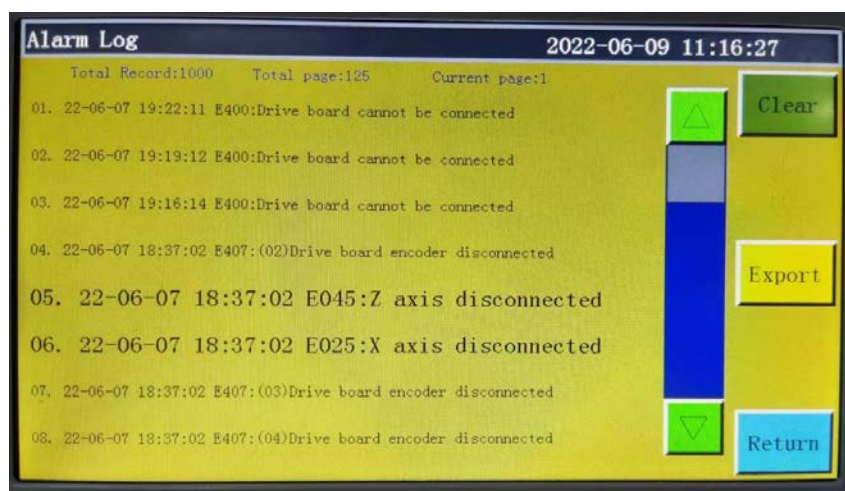 Alarm Log 2022-06-09 11:16:27
Total Record:1000 Total page:125 Current page:1
01. 22-06-07 19:22:11 E400:Drive board cannot be connected
Clear
02. 22-06-07 19:19:12 E400:Drive board cannot be connected
03. 22-06-07 19:16:14 E400:Drive board cannot be connected
04. 22-06-07 18:37:02 E407:(02)Drive board encoder disconnected
Export
05. 22-06-07 18:37:02 E045:Z axis disconnected
06. 22-06-07 18:37:02 E025:X axis disconnected
07. 22-06-07 18:37:02 E407:(03)Drive board encoder disconnected
08. 22-06-07 18:37:02 E407:(04)Drive board encoder disconnected
Return